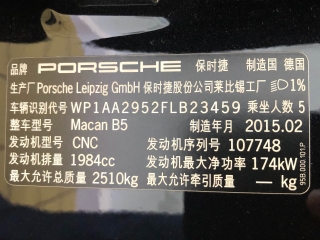 品牌 PORSCHE 保时捷 制造国 德国
生产厂 Porsche Leipzig GmbH 保时捷股份公司莱比锡工厂 1%
车辆识别代号 WP1AA2952FLB23459 乘坐人数 5
整车型号 Macan B5 制造年月 2015.02
发动机型号 CNC 发动机序列号 107748
发动机排量 1984cc 发动机最大净功率 174kW
最大允许总质量 2510kg 最大允许牵引质量 — kg
95B.000.101.P